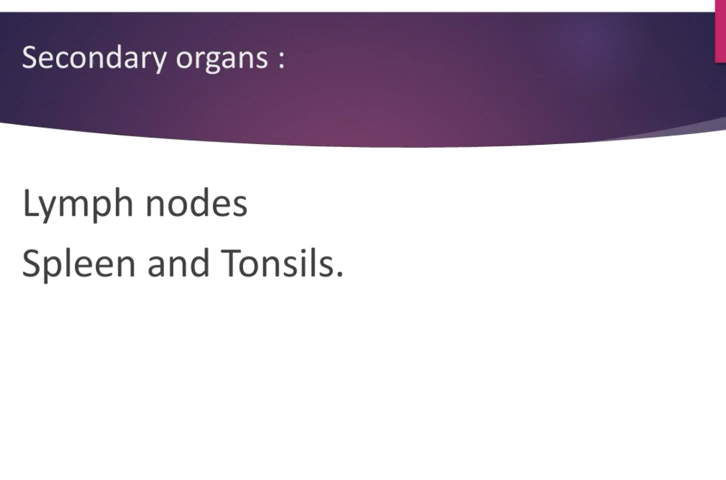 Secondary organs :
Lymph nodes
Spleen and Tonsils.